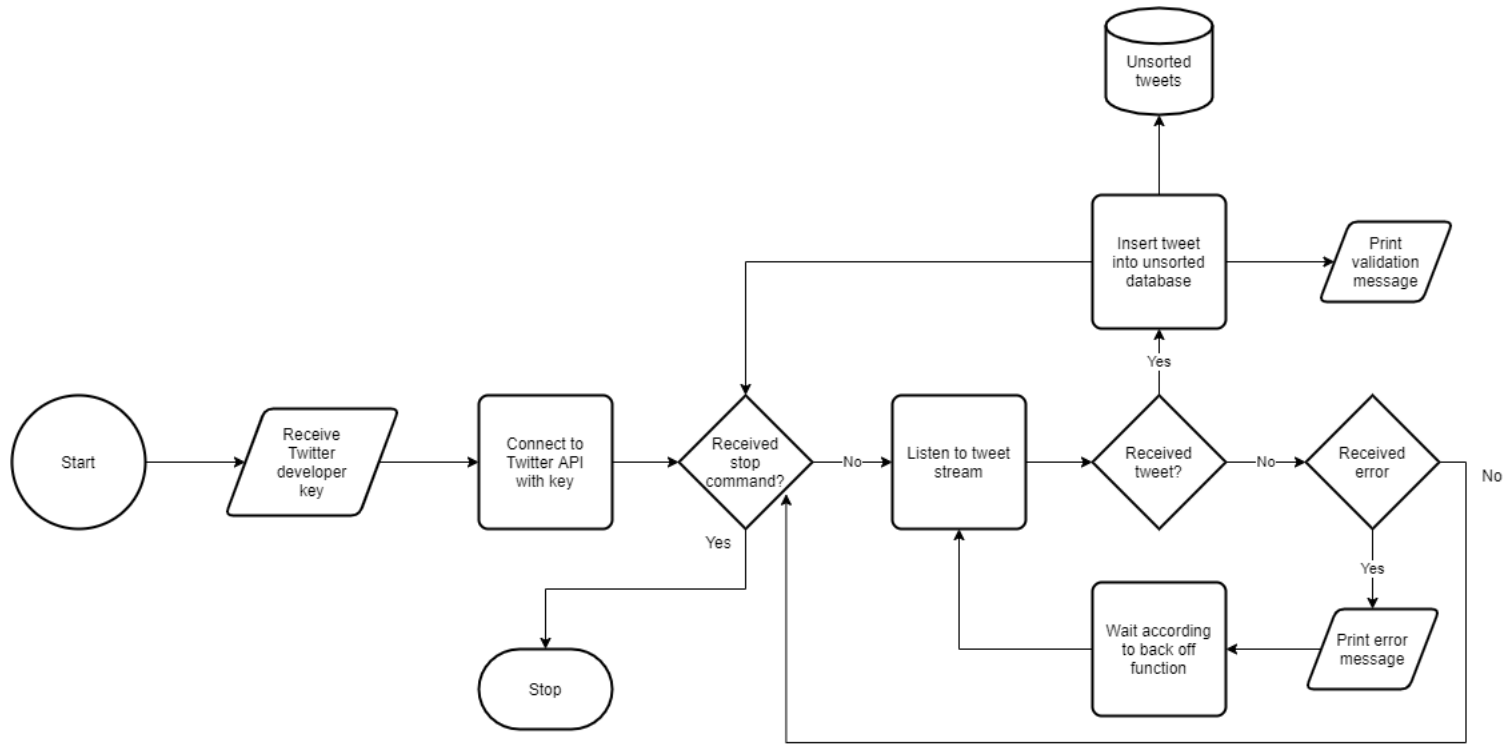 Unsorted
tweets
Insert tweet
into unsorted
database
Print
validation
message
Yes
Start
Receive
Twitter
developer
key
Connect to
Twitter API
with key
Received
stop
command?
No
Listen to tweet
stream
Received
tweet?
No
Received
error
No
Yes
Yes
Wait according
to back off
function
Print error
message
Stop